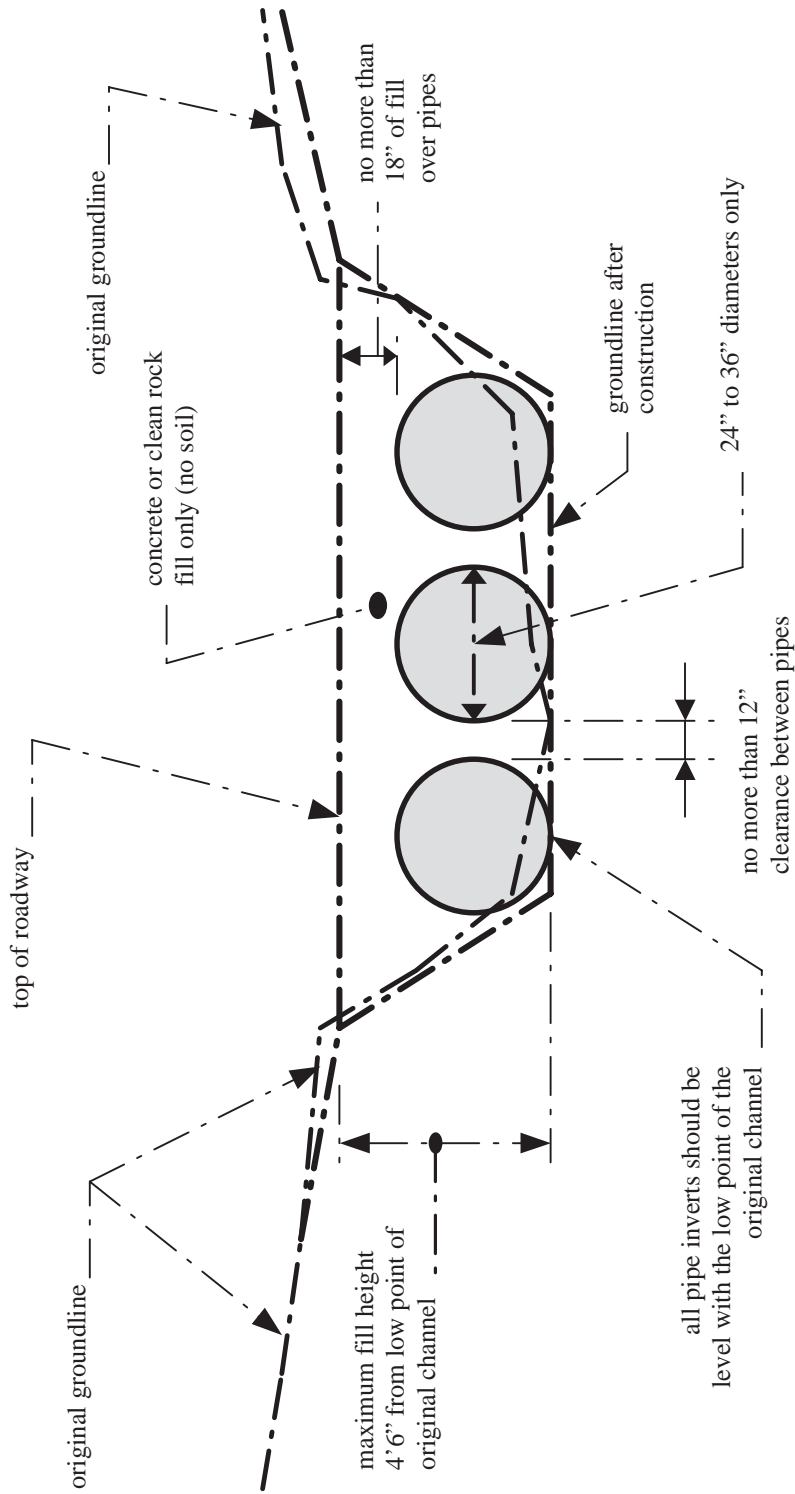 top of roadway
original groundline
original groundline
concrete or clean rock
fill only (no soil)
maximum fill height
4’6” from low point of
original channel
no more than
18” of fill
over pipes
groundline after
construction
24” to 36” diameters only
all pipe inverts should be
level with the low point of the
original channel
no more than 12”
clearance between pipes